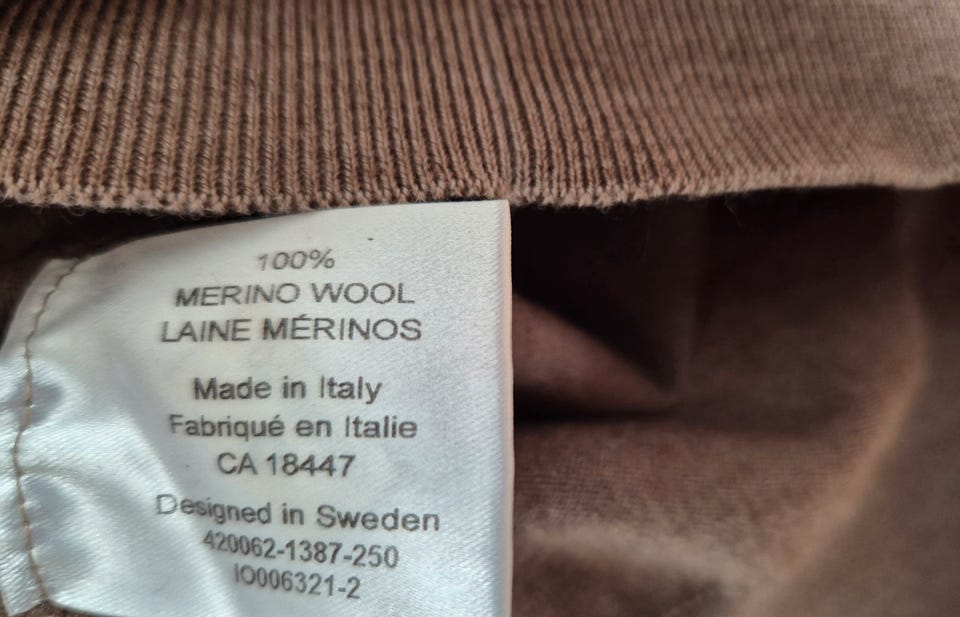 100%
MERINO WOOL
LAINE MÉRINOS
Made in Italy
Fabriqué en Italie
CA 18447
Designed in Sweden
420062-1387-250
IO006321-2